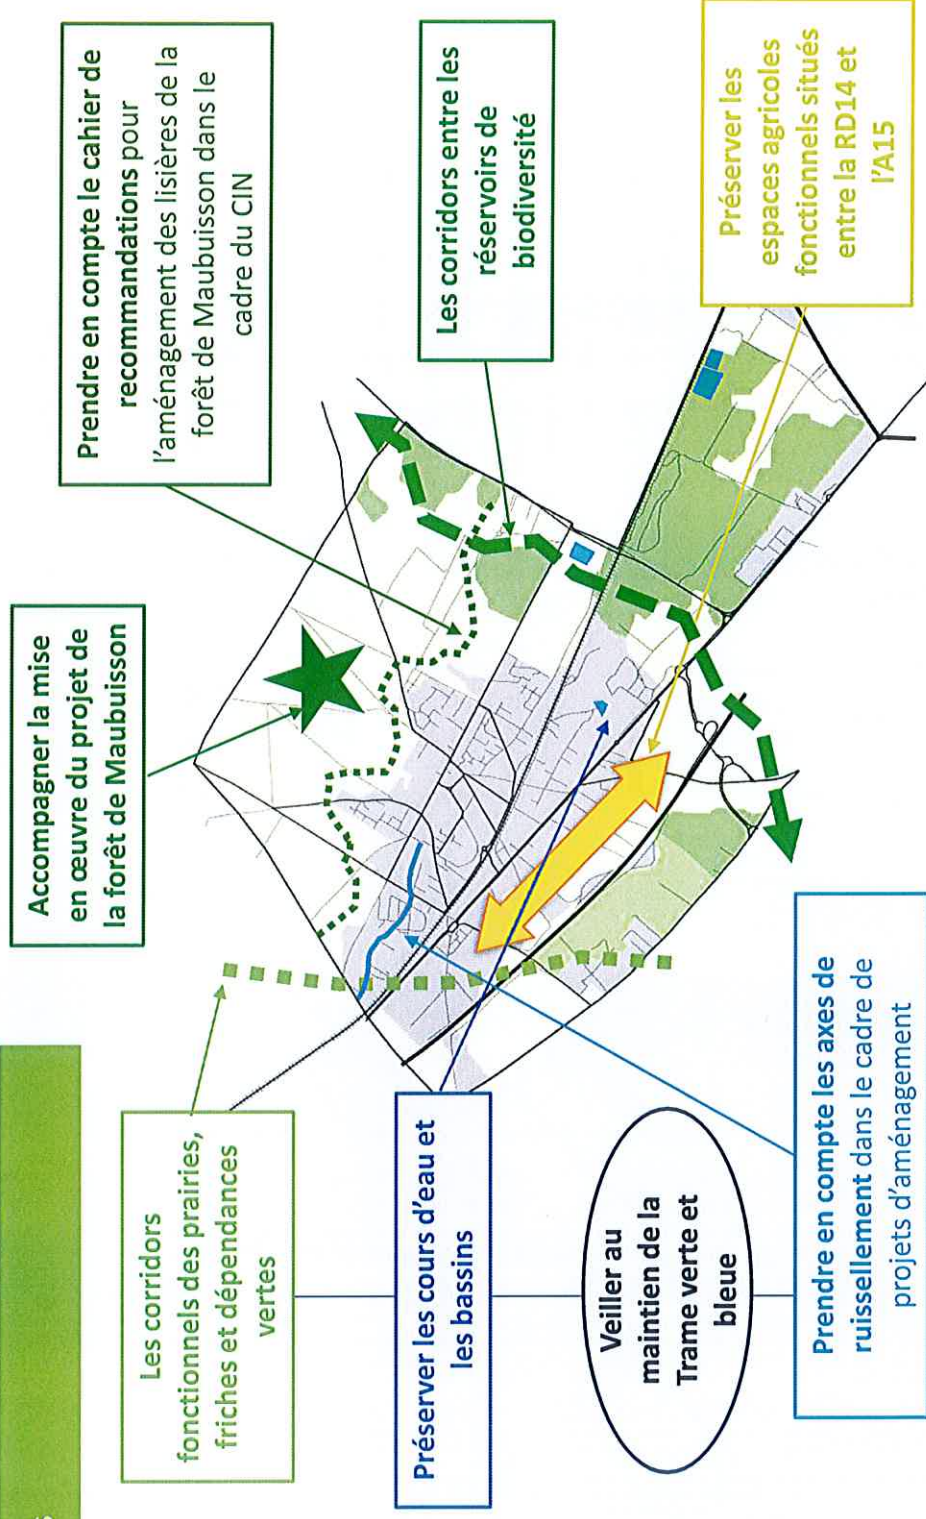 s
Accompagner la mise
en œuvre du projet de
la forêt de Maubuisson
Prendre en compte le cahier de
recommandations pour
l'aménagement des lisières de la
forêt de Maubuisson dans le
cadre du CIN
Les corridors
fonctionnels des prairies,
friches et dépendances
vertes
Les corridors entre les
réservoirs de
biodiversité
Préserver les cours d'eau et
les bassins
Veiller au
maintien de la
Trame verte et
bleue
Préserver les
espaces agricoles
fonctionnels situés
entre la RD14 et
l'A15
Prendre en compte les axes de
ruissellement dans le cadre de
projets d'aménagement